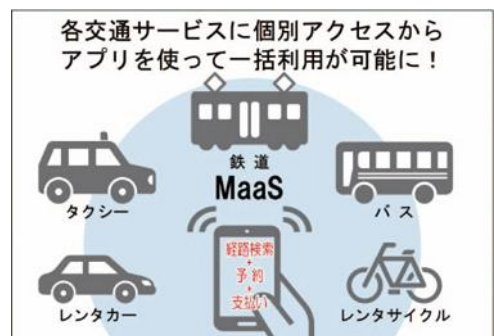 各交通サービスに個別アクセスから
アプリを使って一括利用が可能に！
鉄道
MaaS
タクシー
バス
経路検索
+
予約
+
支払い
レンタカー
レンタサイクル